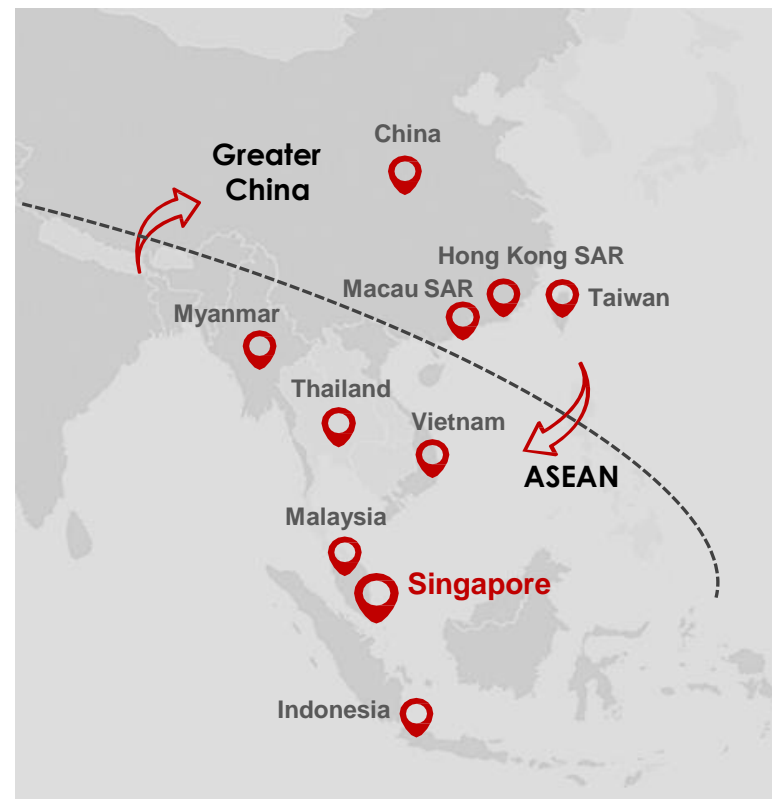 China
Greater
China
Hong Kong SAR
Macau SAR
Taiwan
Myanmar
Thailand
Vietnam
ASEAN
Malaysia
Singapore
Indonesia